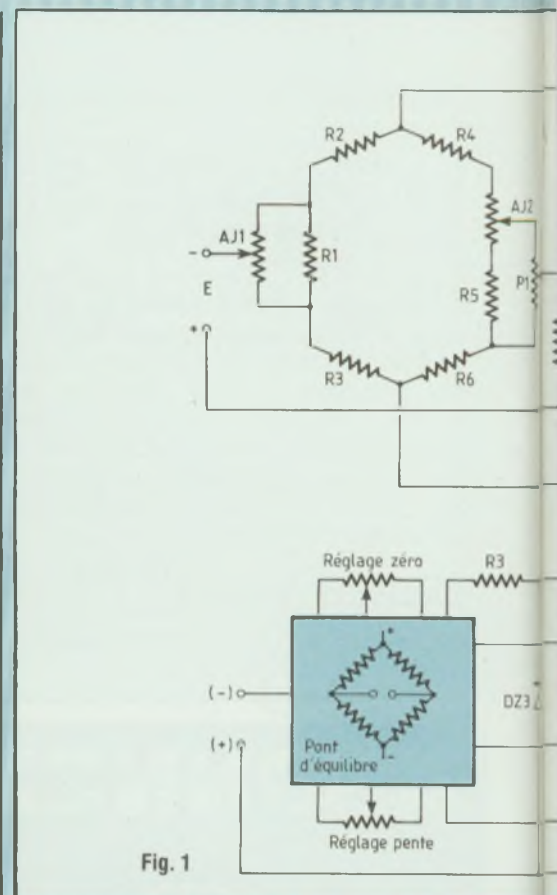 R2
R4
AJ2
AJ1
R1
-
E
P1
R5
+
R3
R6
Réglage zéro
R3
+
(-)
DZ3
(+)
Pont
d'équilibre
-
Réglage pente
Fig. 1